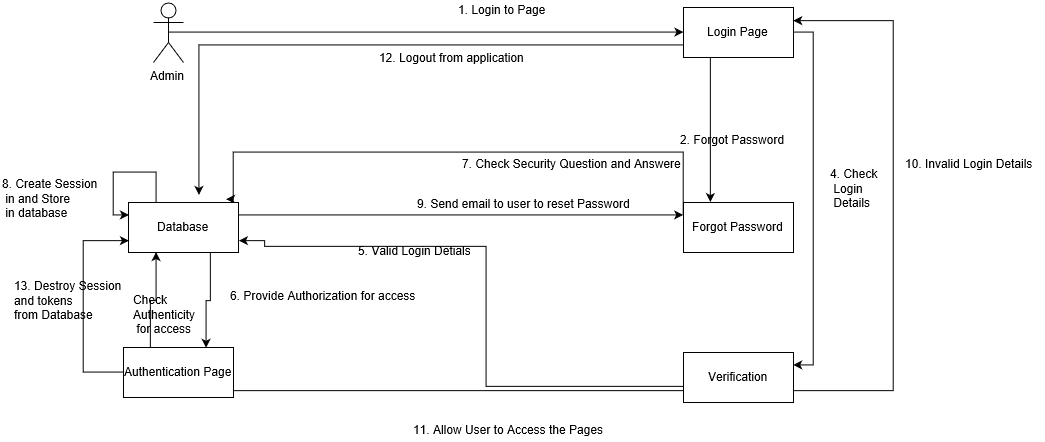 1. Login to Page
Login Page
Admin
12. Logout from application
2. Forgot Password
7. Check Security Question and Answere
10. Invalid Login Details
4. Check
Login
Details
8. Create Session
in and Store
in database
9. Send email to user to reset Password
Database
Forgot Password
5. Valid Login Detials
13. Destroy Session
and tokens
from Database
Check
Authenticity
for access
6. Provide Authorization for access
Authentication Page
Verification
11. Allow User to Access the Pages